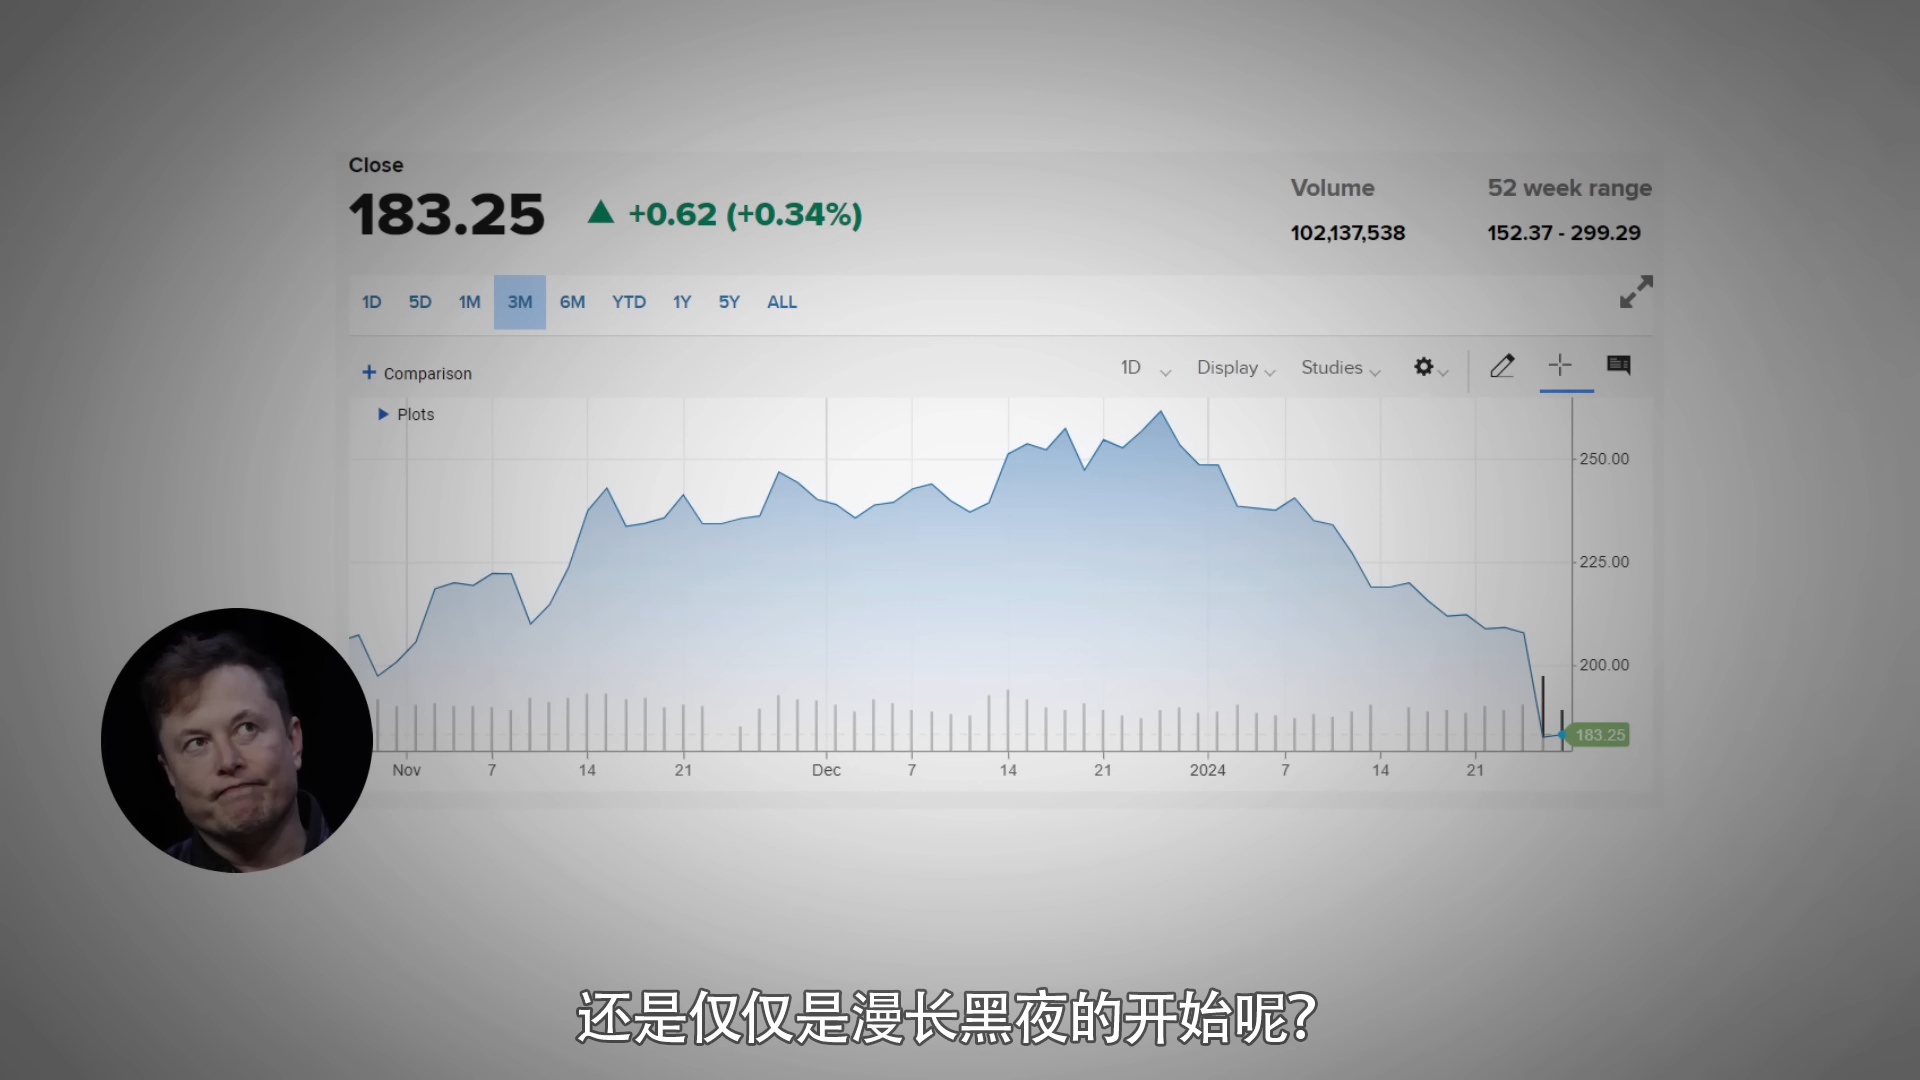 Close
183.25 ▲ +0.62 (+0.34%)
Volume
102,137,538
52 week range
152.37 - 299.29
1D 5D 1M 3M 6M YTD 1Y 5Y ALL
+ Comparison
1D Display Studies
Plots
250.00
225.00
200.00
183.25
Nov 7 14 21 Dec 7 14 21 2024 7 14 21
还是仅仅是漫长黑夜的开始呢?